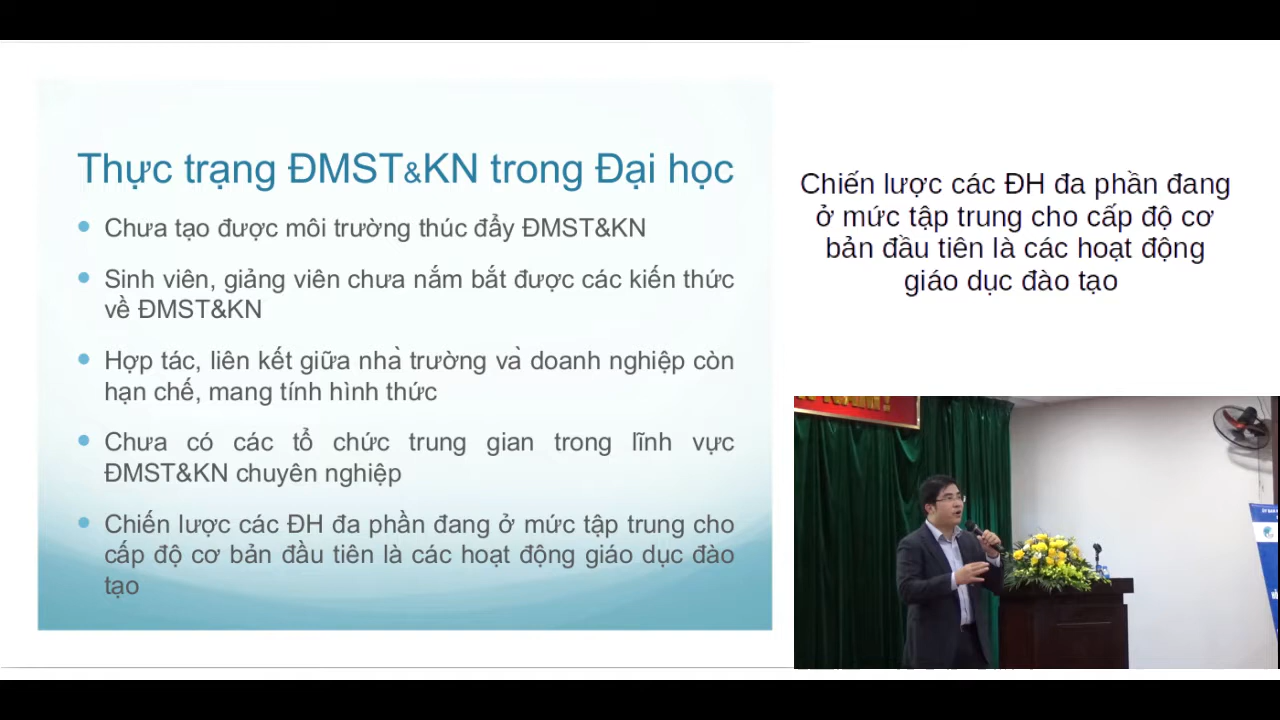 Thực trạng ĐMST&KN trong Đại học
Chưa tạo được môi trường thúc đẩy ĐMST&KN
Sinh viên, giảng viên chưa nắm bắt được các kiến thức
về ĐMST&KN
Hợp tác, liên kết giữa nhà trường và doanh nghiệp còn
hạn chế, mang tính hình thức
Chưa có các tổ chức trung gian trong lĩnh vực
ĐMST&KN chuyên nghiệp
Chiến lược các ĐH đa phần đang ở mức tập trung cho
cấp độ cơ bản đầu tiên là các hoạt động giáo dục đào
tạo
Chiến lược các ĐH đa phần đang
ở mức tập trung cho cấp độ cơ
bản đầu tiên là các hoạt động
giáo dục đào tạo